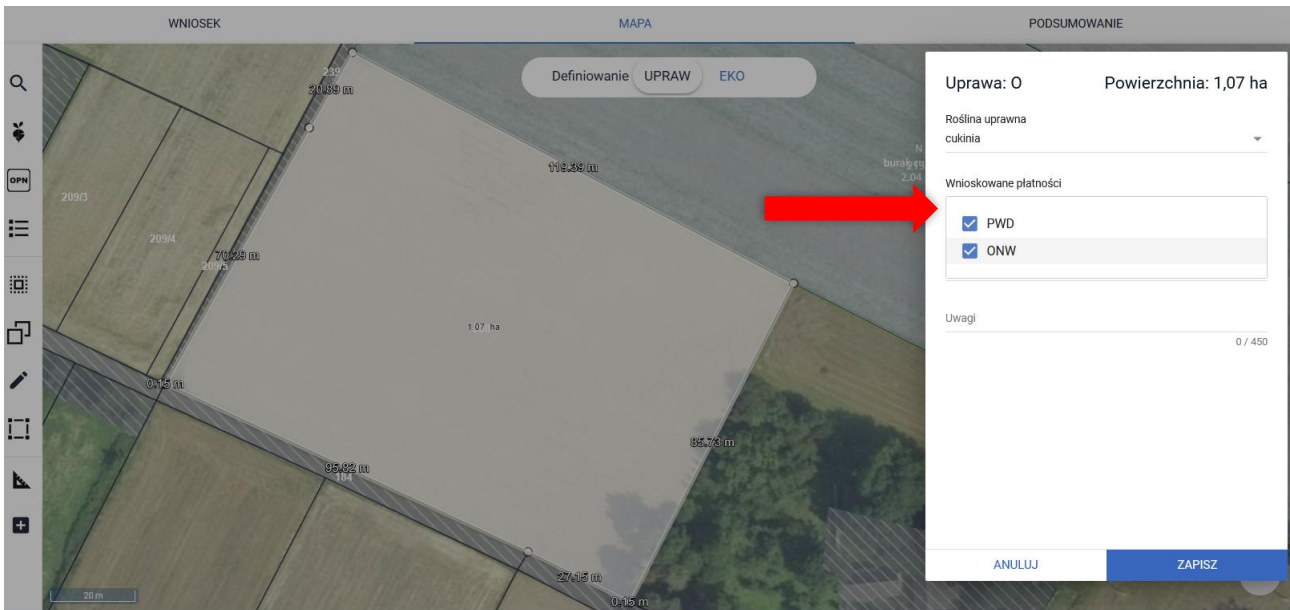 WNIOSEK
MAPA
PODSUMOWANIE
Definiowanie UPRAW EKO
Uprawa: O
Powierzchnia: 1,07 ha
Roślina uprawna
cukinia
Wnioskowane płatności
PWD
ONW
Uwagi
0 / 450
ANULUJ
ZAPISZ
OPN
239
20.89 m
119.39 m
N
2.04
209/3
209/4
209/5
70.29 m
1.07 ha
0.15 m
95.82 m
184
85.73 m
27.15 m
0.15 m
20 m